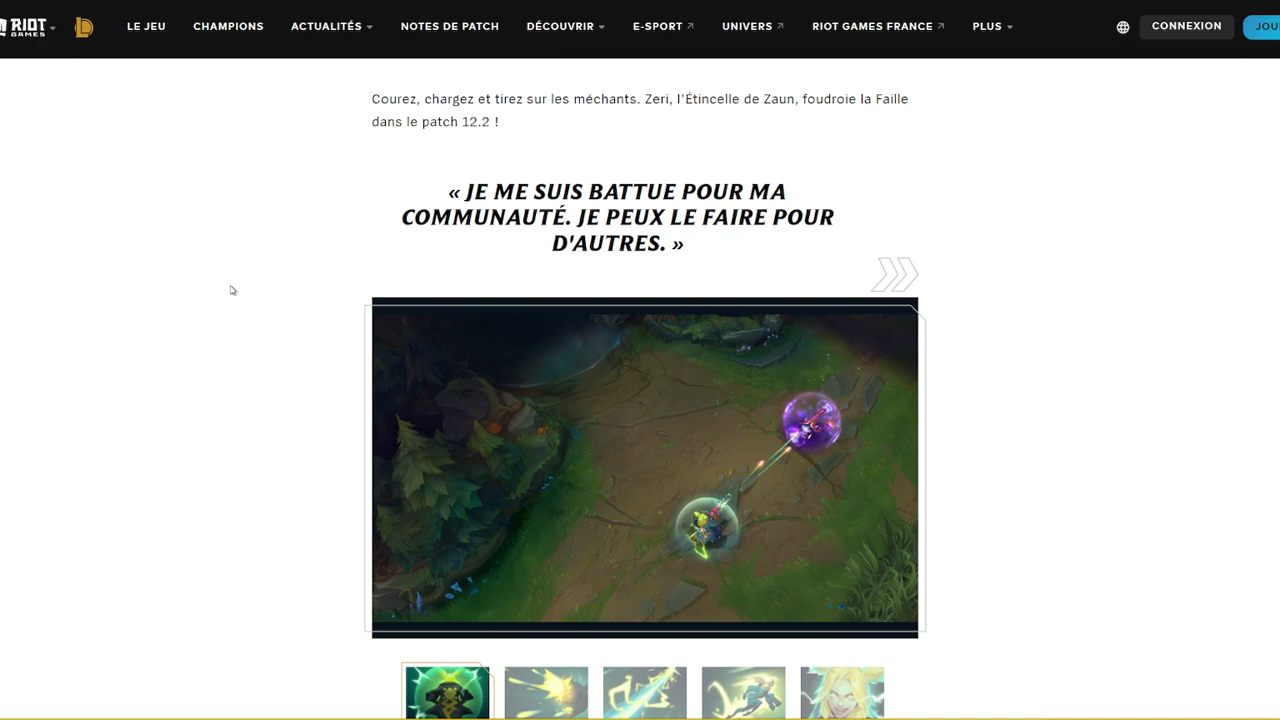 RIOT GAMES
LE JEU CHAMPIONS ACTUALITÉS NOTES DE PATCH DÉCOUVRIR E-SPORT UNIVERS RIOT GAMES FRANCE PLUS CONNEXION JOU
Courez, chargez et tirez sur les méchants. Zeri, l'Étincelle de Zaun, foudroie la Faille
dans le patch 12.2 !
« JE ME SUIS BATTUE POUR MA
COMMUNAUTÉ. JE PEUX LE FAIRE POUR
D'AUTRES. »